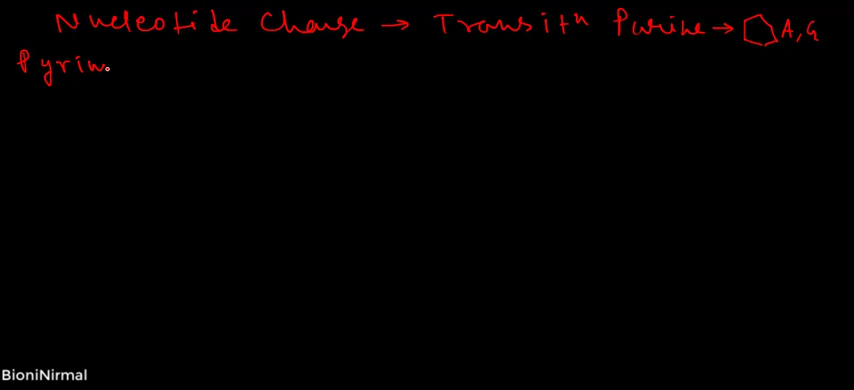 Nucleotide Change → Transitn Purine → A, G
Pyrim
BioniNirmal